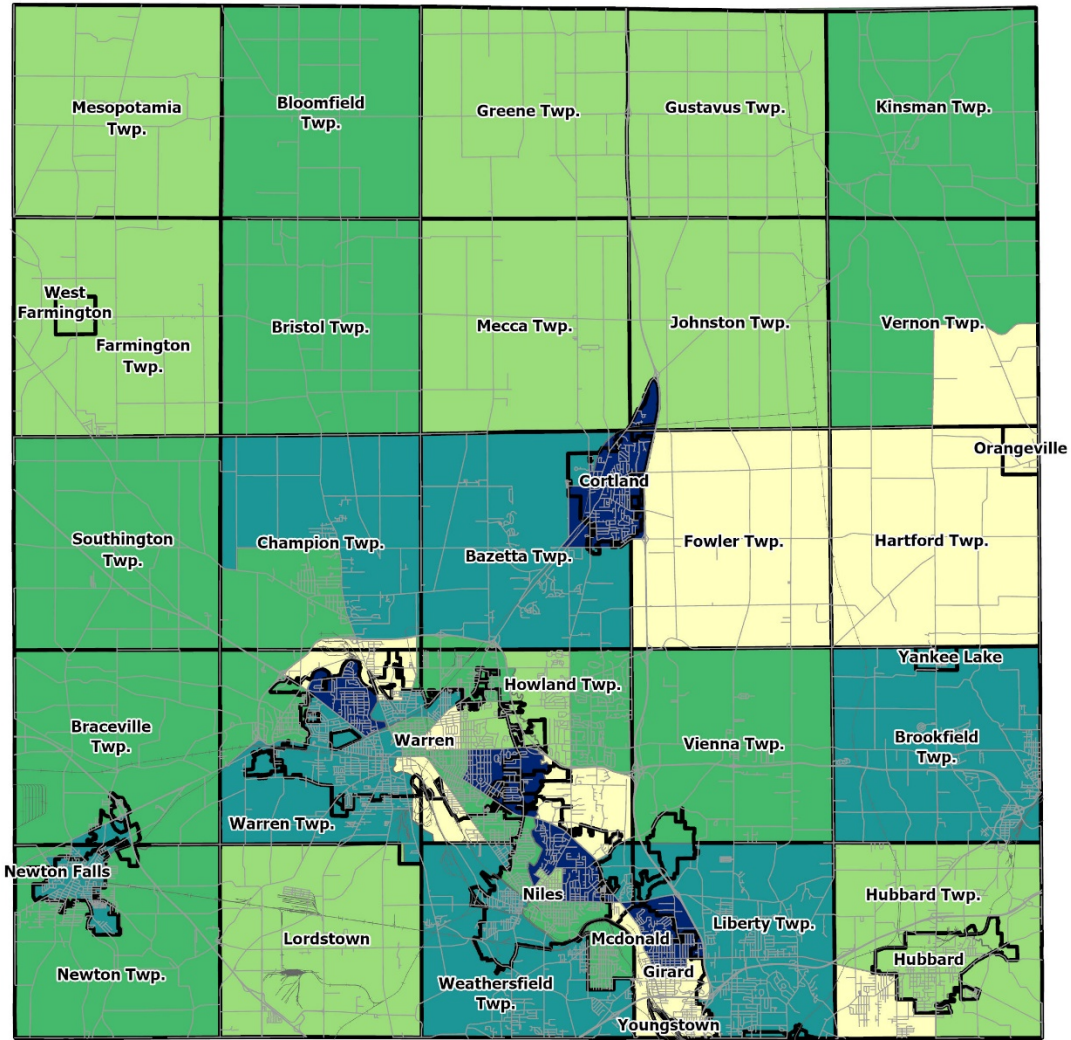 Mesopotamia
Twp.
Bloomfield
Twp.
Greene Twp.
Gustavus Twp.
Kinsman Twp.
West
Farmington
Farmington
Twp.
Bristol Twp.
Mecca Twp.
Johnston Twp.
Vernon Twp.
Orangeville
Southington
Twp.
Champion Twp.
Bazetta Twp.
Cortland
Fowler Twp.
Hartford Twp.
Braceville
Twp.
Warren
Howland Twp.
Vienna Twp.
Yankee Lake
Brookfield
Twp.
Warren Twp.
Newton Falls
Newton Twp.
Lordstown
Niles
Weathersfield
Twp.
Mcdonald
Girard
Liberty Twp.
Youngstown
Hubbard Twp.
Hubbard